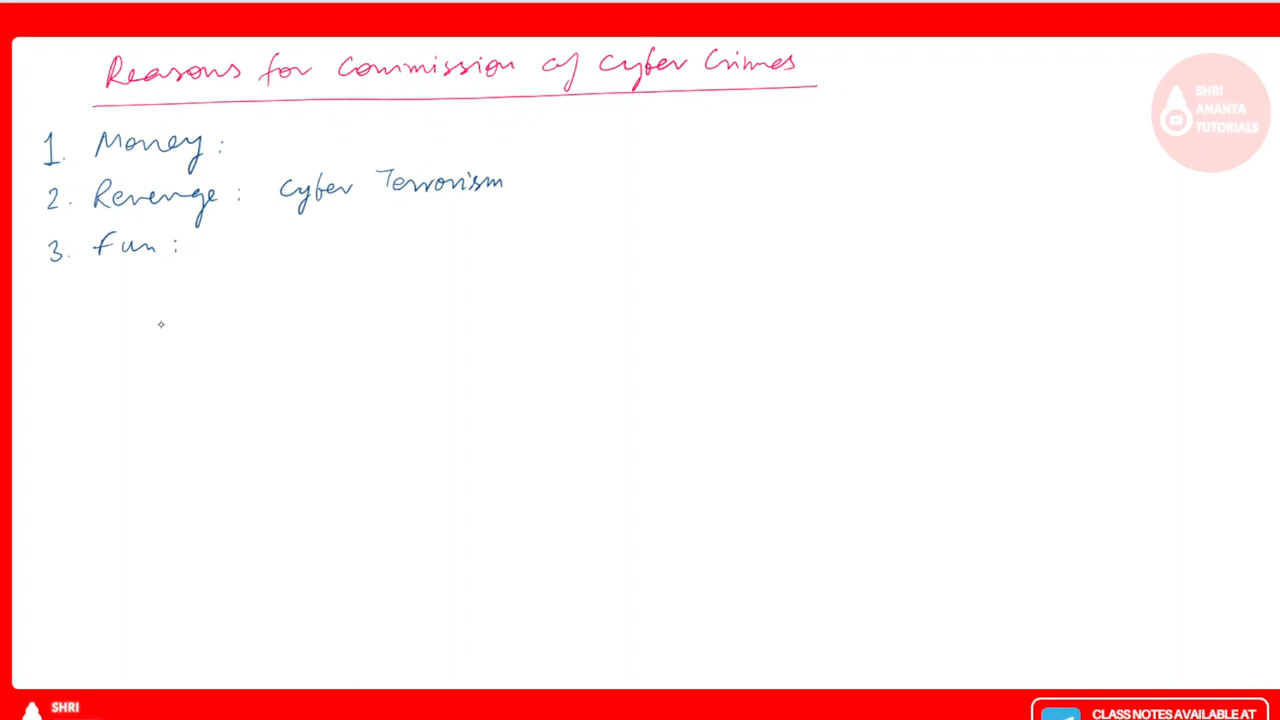 Reasons for Commission of Cyber Crimes
SHRI
ANANTA
TUTORIALS
1. Money :
2. Revenge : Cyber Terrorism
3. Fun :
SHRI
CLASS NOTES AVAILABLE AT